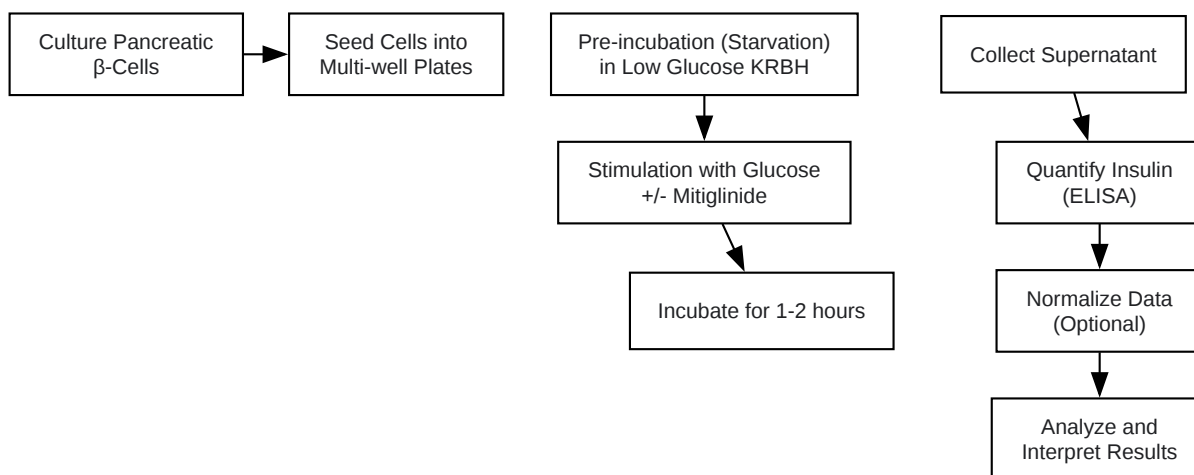 Culture Pancreatic
β-Cells
Seed Cells into
Multi-well Plates
Pre-incubation (Starvation)
in Low Glucose KRBH
Stimulation with Glucose
+/- Mitiglinide
Incubate for 1-2 hours
Collect Supernatant
Quantify Insulin
(ELISA)
Normalize Data
(Optional)
Analyze and
Interpret Results